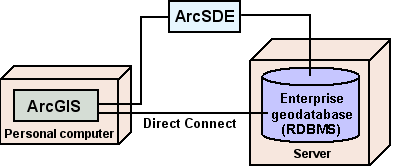 ArcSDE
ArcGIS
Personal computer
Direct Connect
Enterprise
geodatabase
(RDBMS)
Server